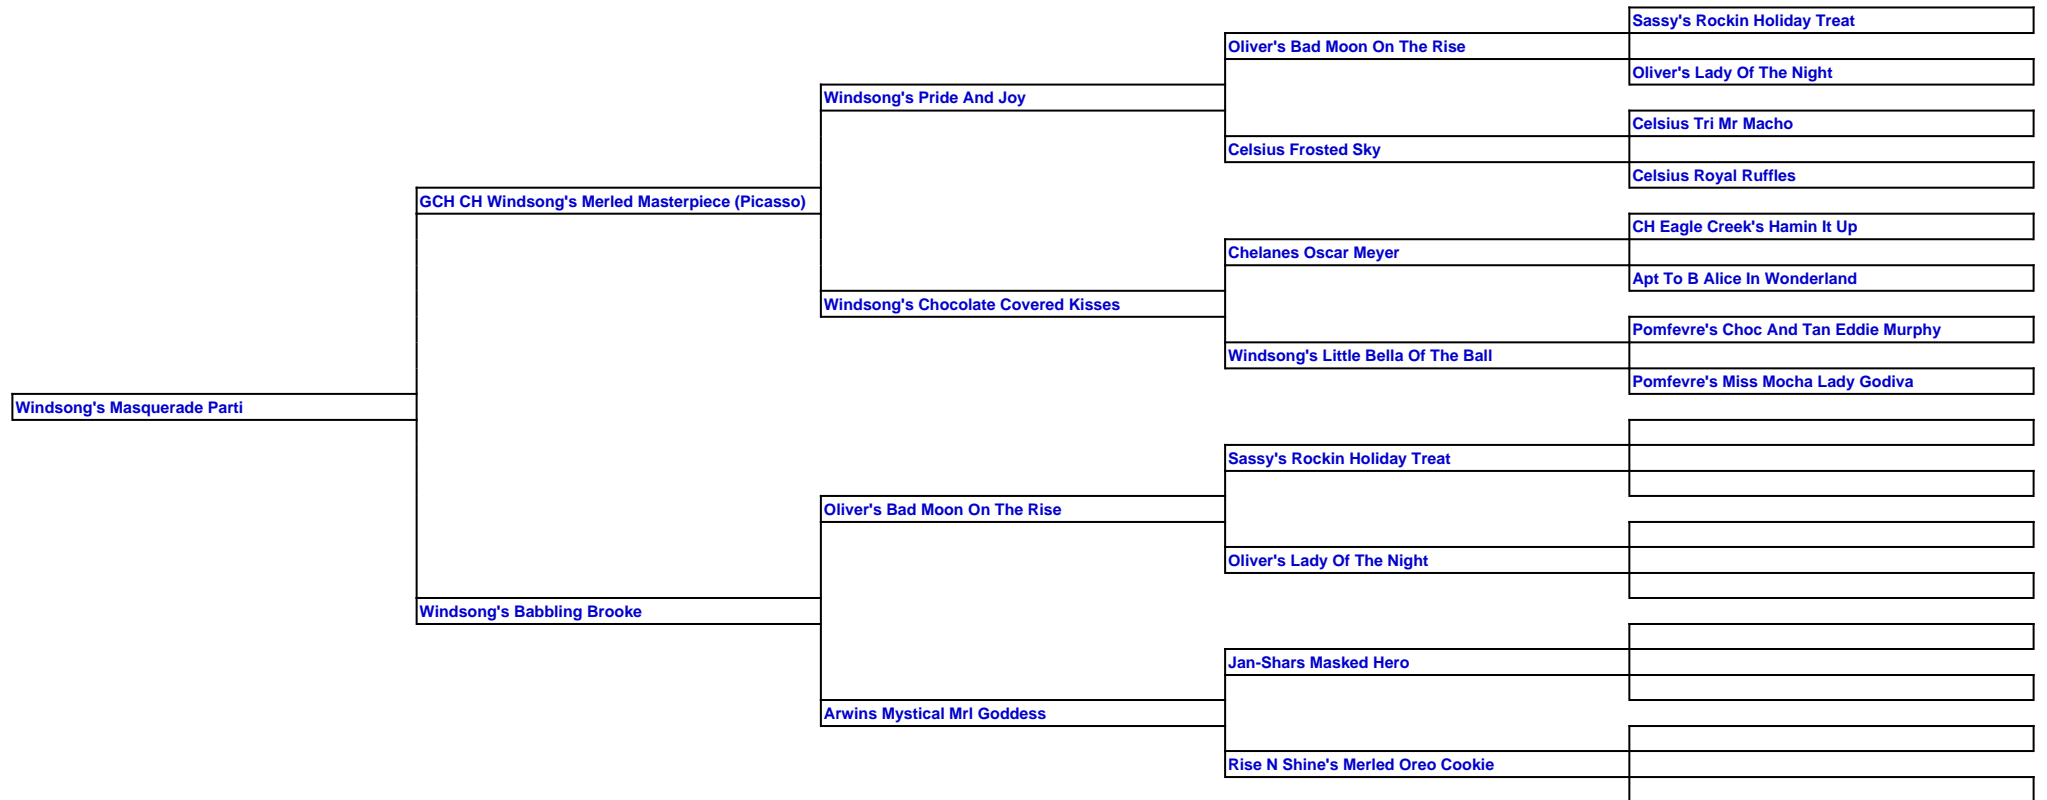 Sassy's Rockin Holiday Treat
Oliver's Bad Moon On The Rise
Oliver's Lady Of The Night
Windsong's Pride And Joy
Celsius Tri Mr Macho
Celsius Frosted Sky
Celsius Royal Ruffles
GCH CH Windsong's Merled Masterpiece (Picasso)
CH Eagle Creek's Hamin It Up
Chelanes Oscar Meyer
Apt To B Alice In Wonderland
Windsong's Chocolate Covered Kisses
Pomfevre's Choc And Tan Eddie Murphy
Windsong's Little Bella Of The Ball
Pomfevre's Miss Mocha Lady Godiva
Windsong's Masquerade Parti
Sassy's Rockin Holiday Treat
Oliver's Bad Moon On The Rise
Oliver's Lady Of The Night
Windsong's Babbling Brooke
Jan-Shars Masked Hero
Arwins Mystical Mrl Goddess
Rise N Shine's Merled Oreo Cookie